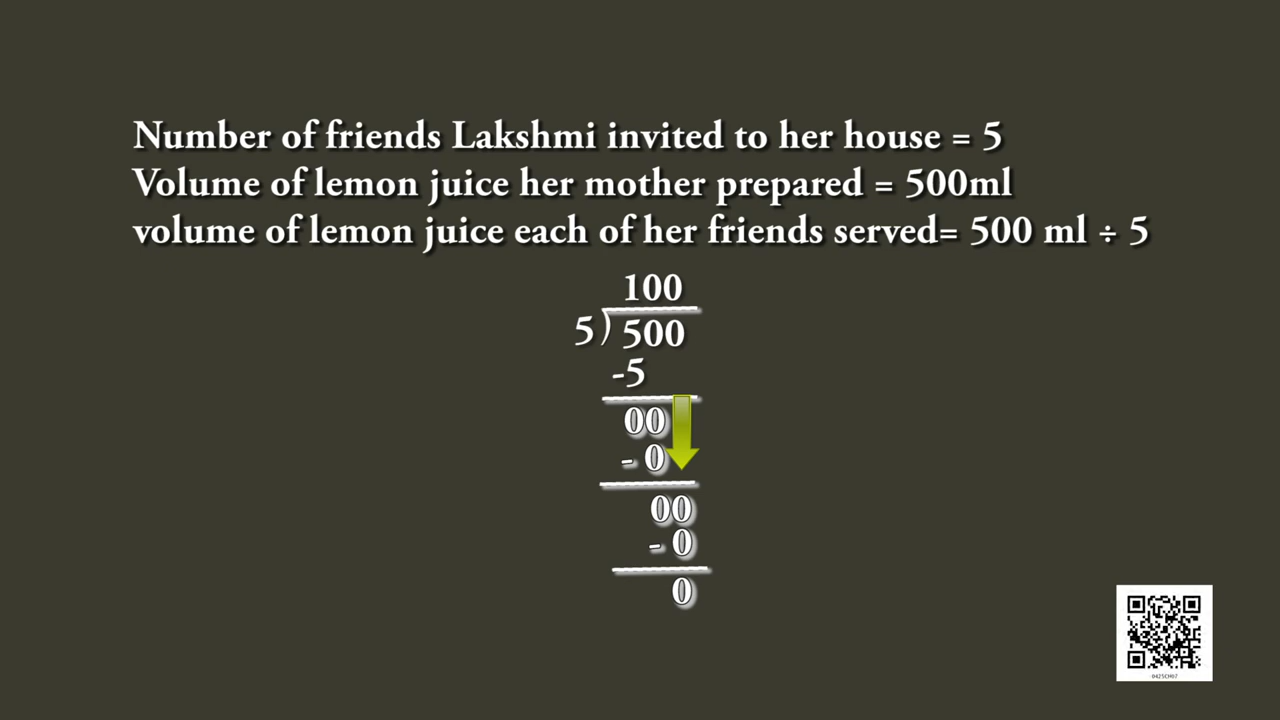 Number of friends Lakshmi invited to her house = 5
Volume of lemon juice her mother prepared = 500ml
volume of lemon juice each of her friends served= 500 ml ÷ 5
100
5) 500
-5
00
- 0
00
- 0
0
0425CH07